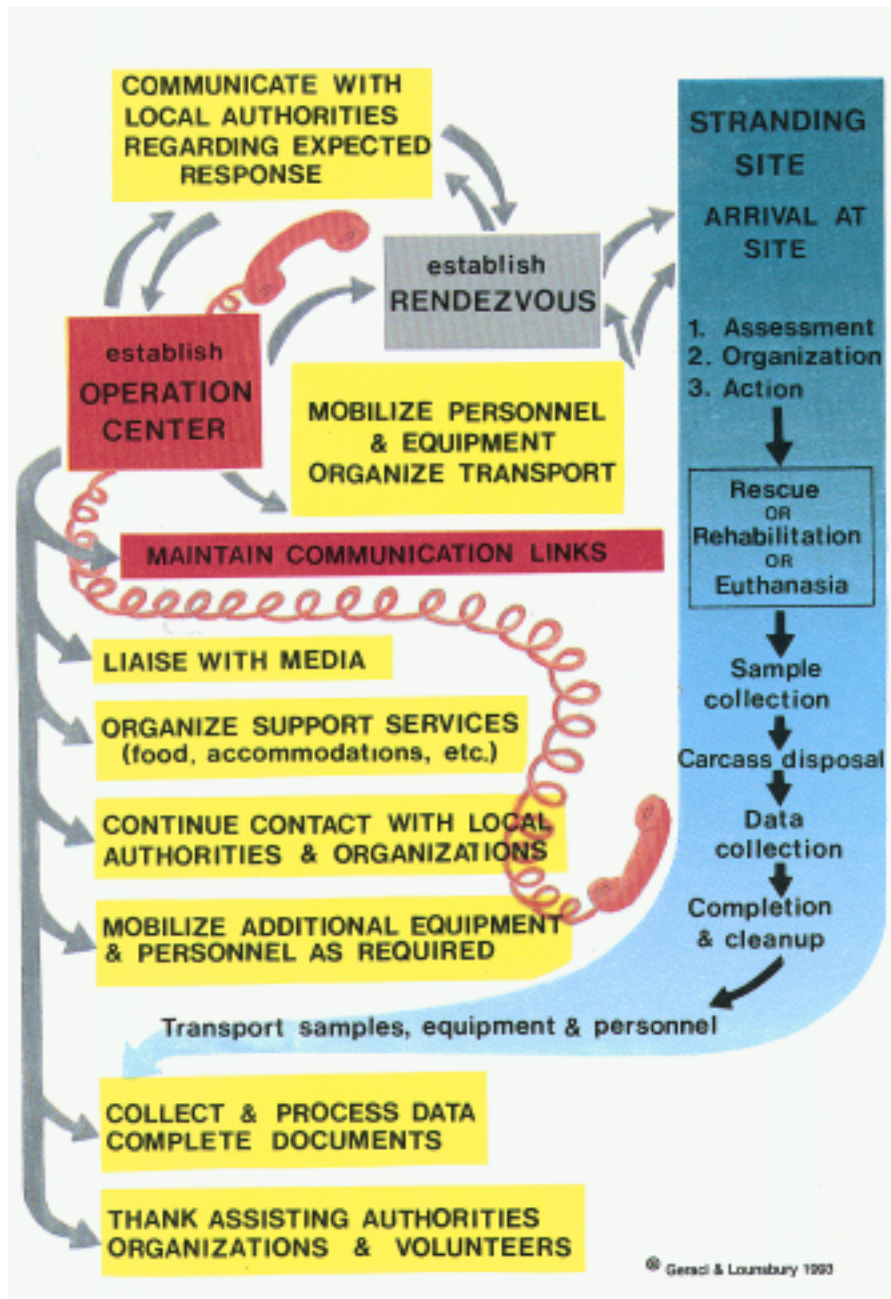 COMMUNICATE WITH
LOCAL AUTHORITIES
REGARDING EXPECTED
RESPONSE
STRANDING
SITE
ARRIVAL AT
SITE
establish
RENDEZVOUS
establish
OPERATION
CENTER
1. Assessment
2. Organization
3. Action
MOBILIZE PERSONNEL
& EQUIPMENT
ORGANIZE TRANSPORT
Rescue
OR
Rehabilitation
OR
Euthanasia
MAINTAIN COMMUNICATION LINKS
LIAISE WITH MEDIA
Sample
collection
ORGANIZE SUPPORT SERVICES
(food, accommodations, etc.)
Carcass disposal
CONTINUE CONTACT WITH LOCAL
AUTHORITIES & ORGANIZATIONS
Data
collection
MOBILIZE ADDITIONAL EQUIPMENT
& PERSONNEL AS REQUIRED
Completion
& cleanup
Transport samples, equipment & personnel
COLLECT & PROCESS DATA
COMPLETE DOCUMENTS
THANK ASSISTING AUTHORITIES
ORGANIZATIONS & VOLUNTEERS
© Geraci & Lounsbury 1993